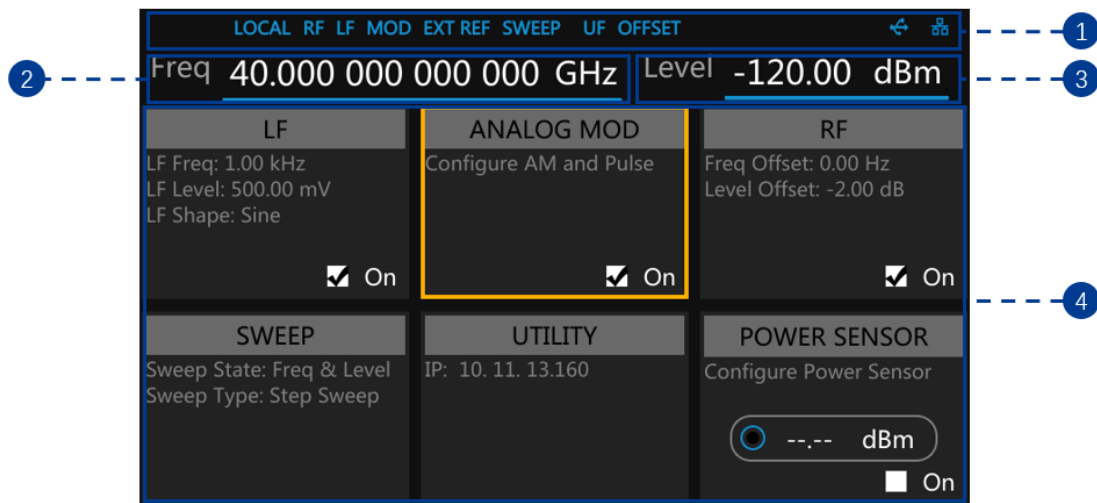 LOCAL RF LF MOD EXT REF SWEEP UF OFFSET
1
2
Freq 40.000 000 000 000 GHz
Level -120.00 dBm
3
LF
LF Freq: 1.00 kHz
LF Level: 500.00 mV
LF Shape: Sine
On
ANALOG MOD
Configure AM and Pulse
On
RF
Freq Offset: 0.00 Hz
Level Offset: -2.00 dB
On
4
SWEEP
Sweep State: Freq & Level
Sweep Type: Step Sweep
UTILITY
IP: 10. 11. 13.160
POWER SENSOR
Configure Power Sensor
--.-- dBm
On